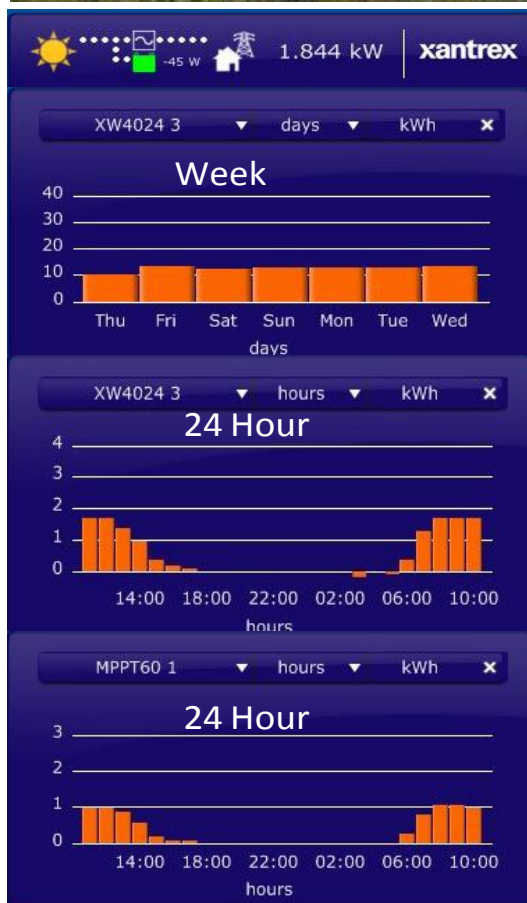 -45 W 1.844 kW xantrex
XW4024 3 days kWh ×
Week
40
30
20
10
0
Thu Fri Sat Sun Mon Tue Wed
days
XW4024 3 hours kWh ×
24 Hour
4
3
2
1
0
14:00 18:00 22:00 02:00 06:00 10:00
hours
MPPT60 1 hours kWh ×
24 Hour
3
2
1
0
14:00 18:00 22:00 02:00 06:00 10:00
hours